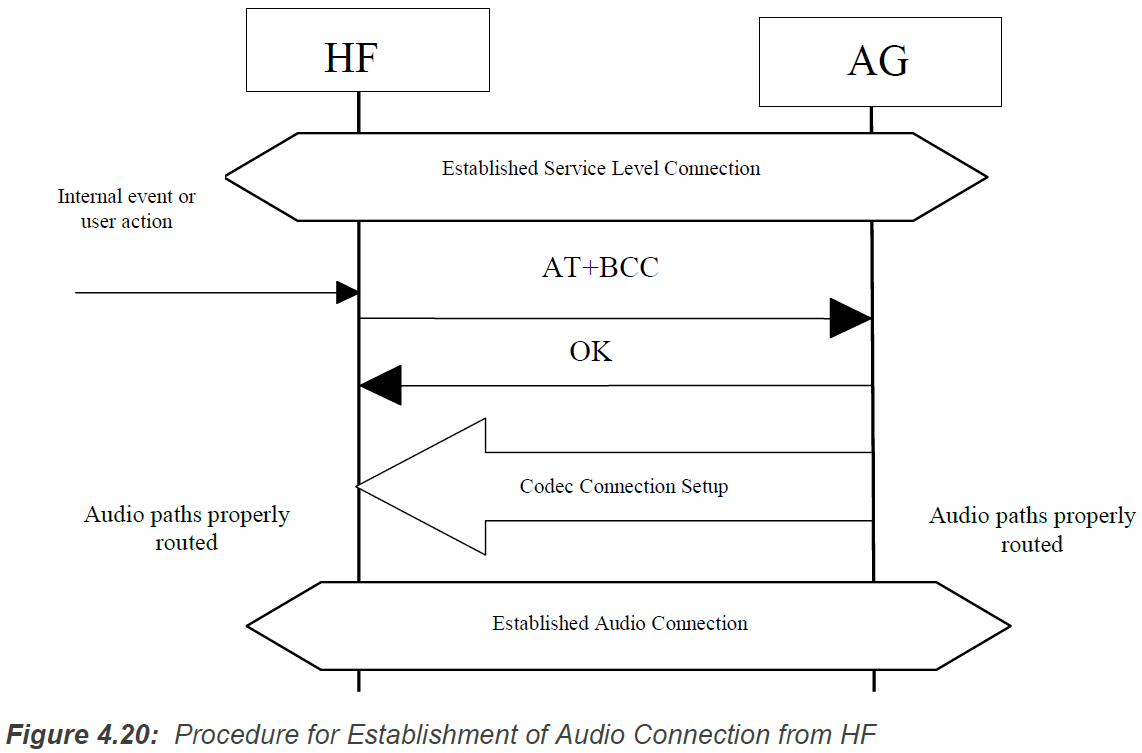 HF
AG
Established Service Level Connection
Internal event or
user action
AT+BCC
OK
Codec Connection Setup
Audio paths properly
routed
Audio paths properly
routed
Established Audio Connection
Figure 4.20: Procedure for Establishment of Audio Connection from HF